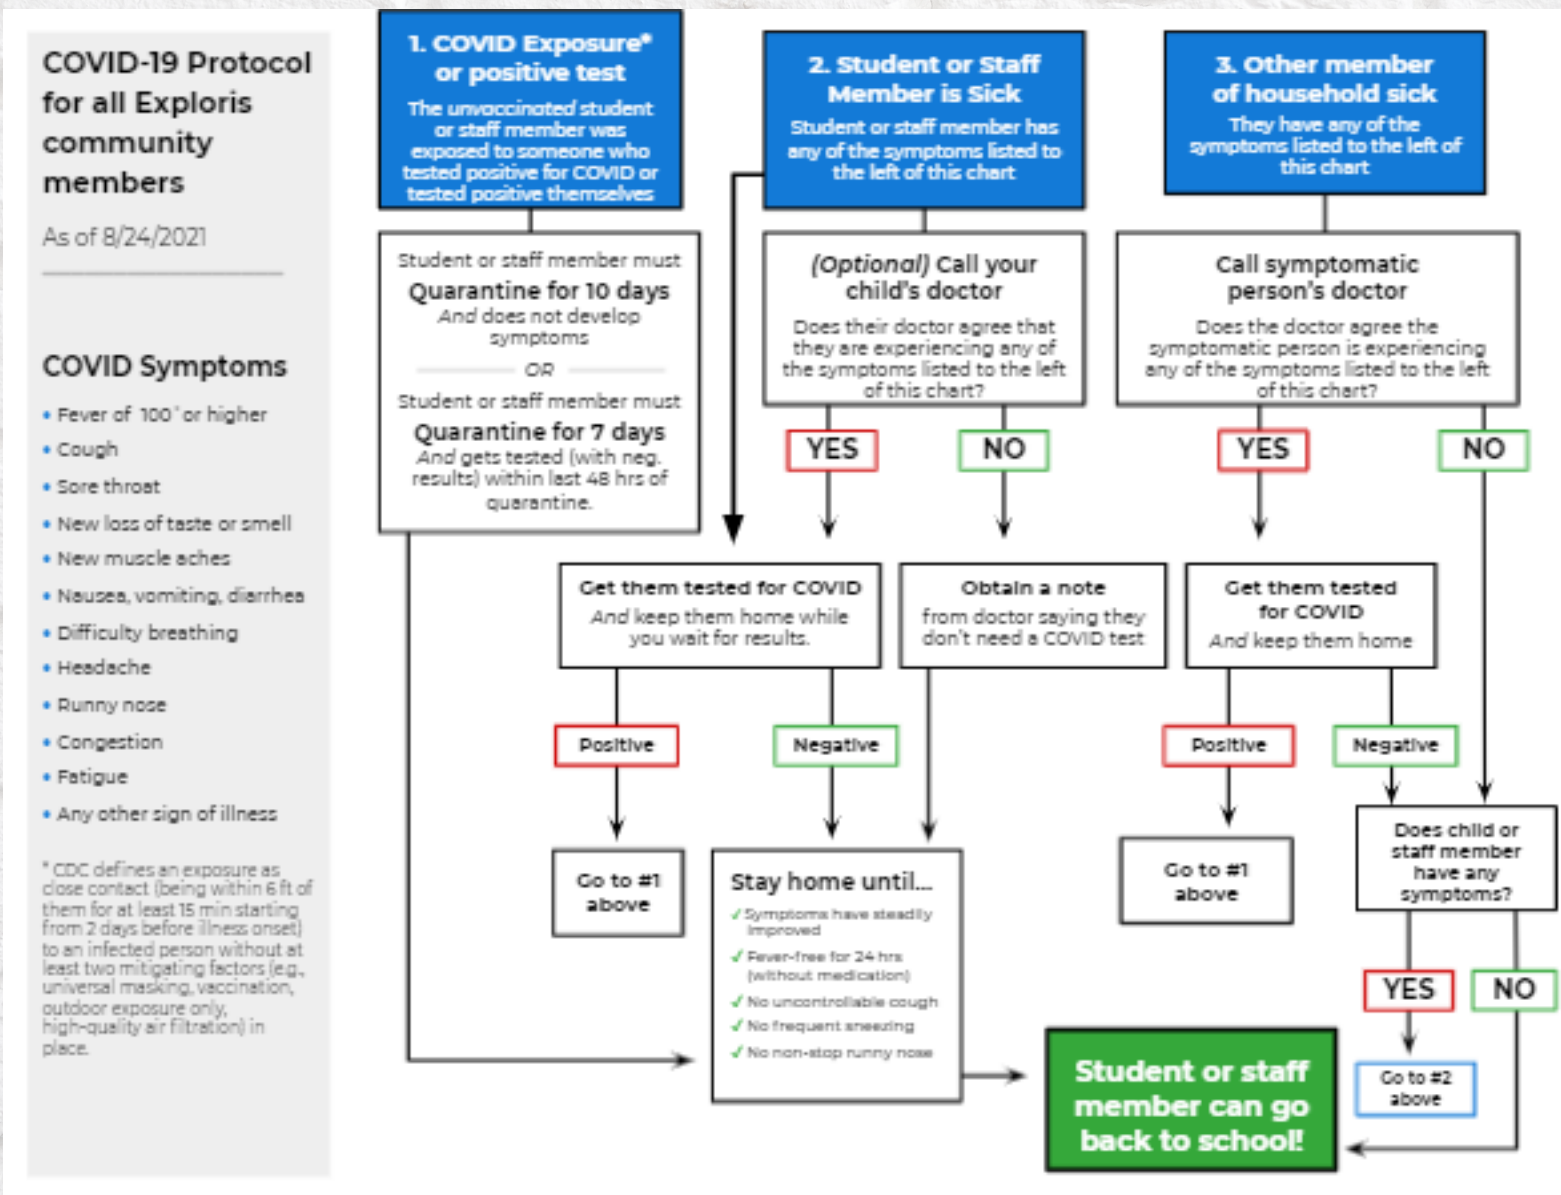 COVID-19 Protocol
for all Exploris
community
members
As of 8/24/2021
COVID Symptoms
• Fever of 100° or higher
• Cough
• Sore throat
• New loss of taste or smell
• New muscle aches
• Nausea, vomiting, diarrhea
• Difficulty breathing
• Headache
• Runny nose
• Congestion
• Fatigue
• Any other sign of illness
* CDC defines an exposure as
close contact (being within 6 ft of
them for at least 15 min starting
from 2 days before illness onset)
to an infected person without at
least two mitigating factors (e.g.,
universal masking, vaccination,
outdoor exposure only,
high-quality air filtration) in
place.
1. COVID Exposure*
or positive test
The unvaccinated student
or staff member was
exposed to someone who
tested positive for COVID or
tested positive themselves
Student or staff member must
Quarantine for 10 days
And does not develop
symptoms
OR
Student or staff member must
Quarantine for 7 days
And gets tested (with neg.
results) within last 48 hrs of
quarantine.
2. Student or Staff
Member is Sick
Student or staff member has
any of the symptoms listed to
the left of this chart
(Optional) Call your
child's doctor
Does their doctor agree that
they are experiencing any of
the symptoms listed to the left
of this chart?
YES
NO
Get them tested for COVID
And keep them home while
you wait for results.
Obtain a note
from doctor saying they
don't need a COVID test
Positive
Negative
Go to #1
above
Stay home until...
✓ Symptoms have steadily
improved
✓ Fever-free for 24 hrs
(without medication)
✓ No uncontrollable cough
✓ No frequent sneezing
✓ No non-stop runny nose
3. Other member
of household sick
They have any of the
symptoms listed to the left of
this chart
Call symptomatic
person's doctor
Does the doctor agree the
symptomatic person is experiencing
any of the symptoms listed to the left
of this chart?
YES
NO
Get them tested
for COVID
And keep them home
Positive
Negative
Go to #1
above
Does child or
staff member
have any
symptoms?
YES
NO
Go to #2
above
Student or staff
member can go
back to school!